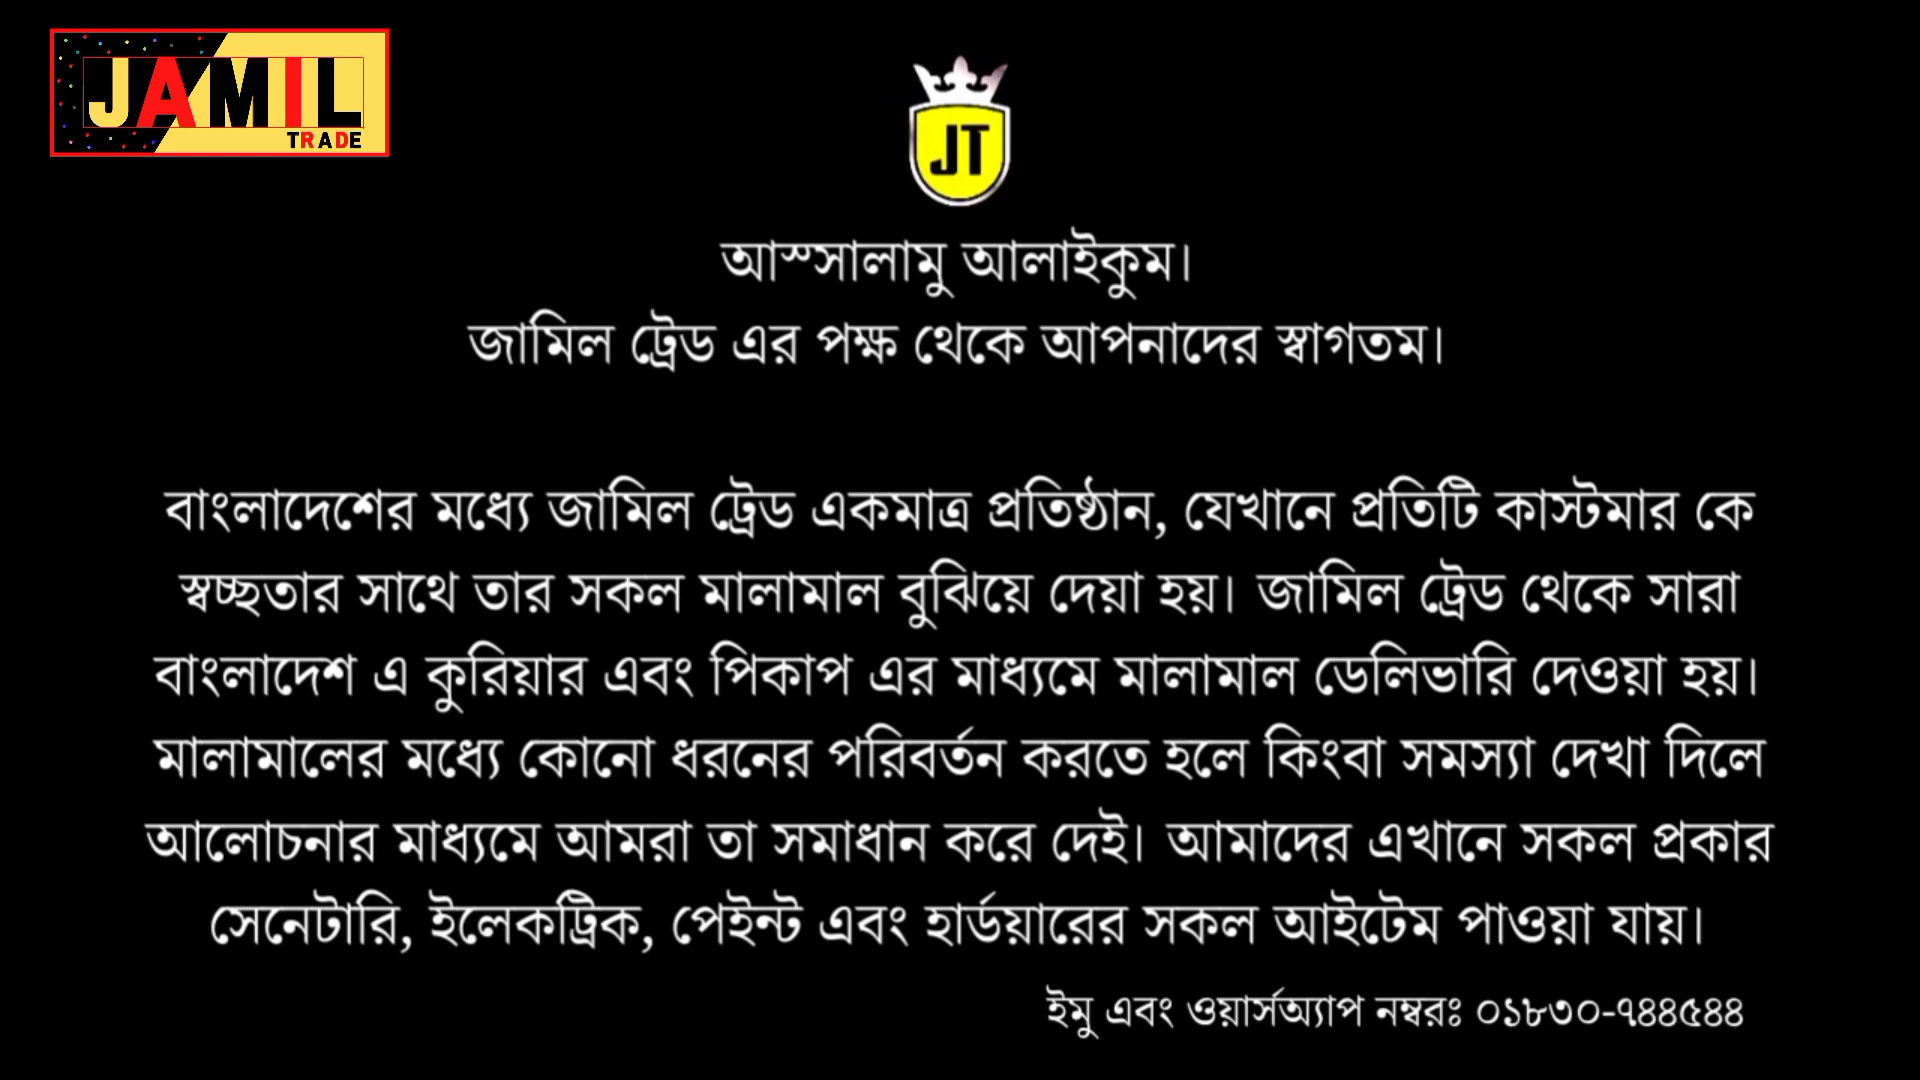 JAMIL
TRADE
JT
আস্সালামু আলাইকুম।
জামিল ট্রেড এর পক্ষ থেকে আপনাদের স্বাগতম।
বাংলাদেশের মধ্যে জামিল ট্রেড একমাত্র প্রতিষ্ঠান, যেখানে প্রতিটি কাস্টমার কে
স্বচ্ছতার সাথে তার সকল মালামাল বুঝিয়ে দেয়া হয়। জামিল ট্রেড থেকে সারা
বাংলাদেশ এ কুরিয়ার এবং পিকাপ এর মাধ্যমে মালামাল ডেলিভারি দেওয়া হয়।
মালামালের মধ্যে কোনো ধরনের পরিবর্তন করতে হলে কিংবা সমস্যা দেখা দিলে
আলোচনার মাধ্যমে আমরা তা সমাধান করে দেই। আমাদের এখানে সকল প্রকার
সেনেটারি, ইলেকট্রিক, পেইন্ট এবং হার্ডয়ারের সকল আইটেম পাওয়া যায়।
ইমু এবং ওয়ার্সঅ্যাপ নম্বরঃ ০১৮৩০-৭৪৪৫৪৪